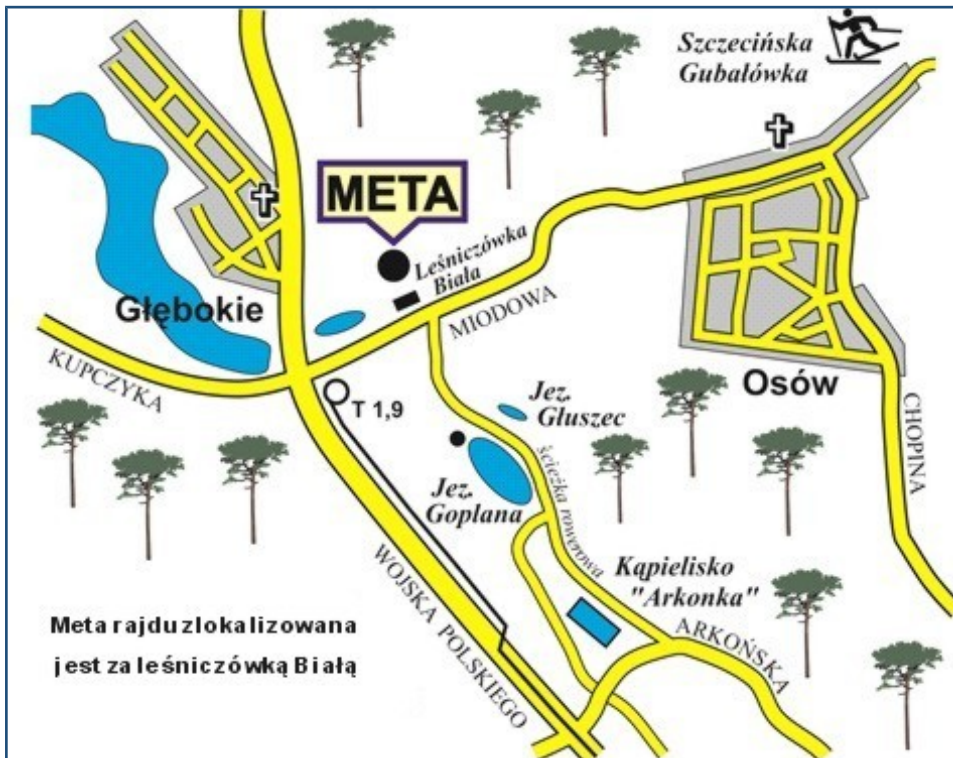 Szczecińska
Gubałówka
META
Leśniczówka
Biała
Głębokie
MIODOWA
KUPCZYKA
T 1,9
Jez.
Głuszec
Osów
CHOPINA
Jez.
Goplana
ścieżka rowerowa
Kąpielisko
"Arkonka"
WOJSKA POLSKIEGO
ARKOŃSKA
Meta rajdu zlokalizowana
jest za leśniczówką Białą